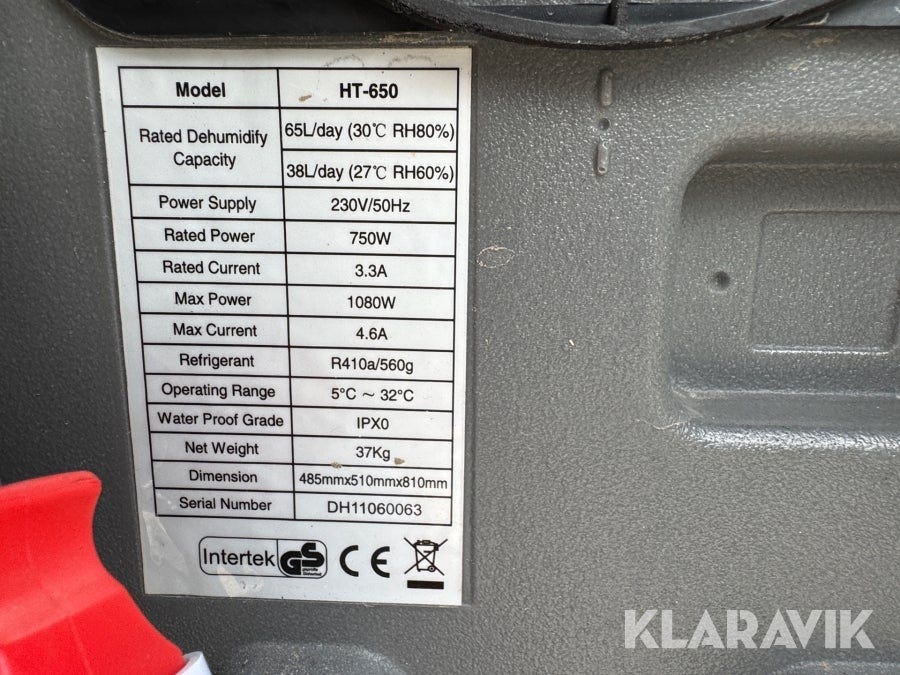 Model HT-650
Rated Dehumidify Capacity 65L/day (30℃ RH80%)
38L/day (27℃ RH60%)
Power Supply 230V/50Hz
Rated Power 750W
Rated Current 3.3A
Max Power 1080W
Max Current 4.6A
Refrigerant R410a/560g
Operating Range 5°C ～ 32°C
Water Proof Grade IPX0
Net Weight 37Kg
Dimension 485mmx510mmx810mm
Serial Number DH11060063
Intertek GS geprüfte Sicherheit CE
KLARAVIK